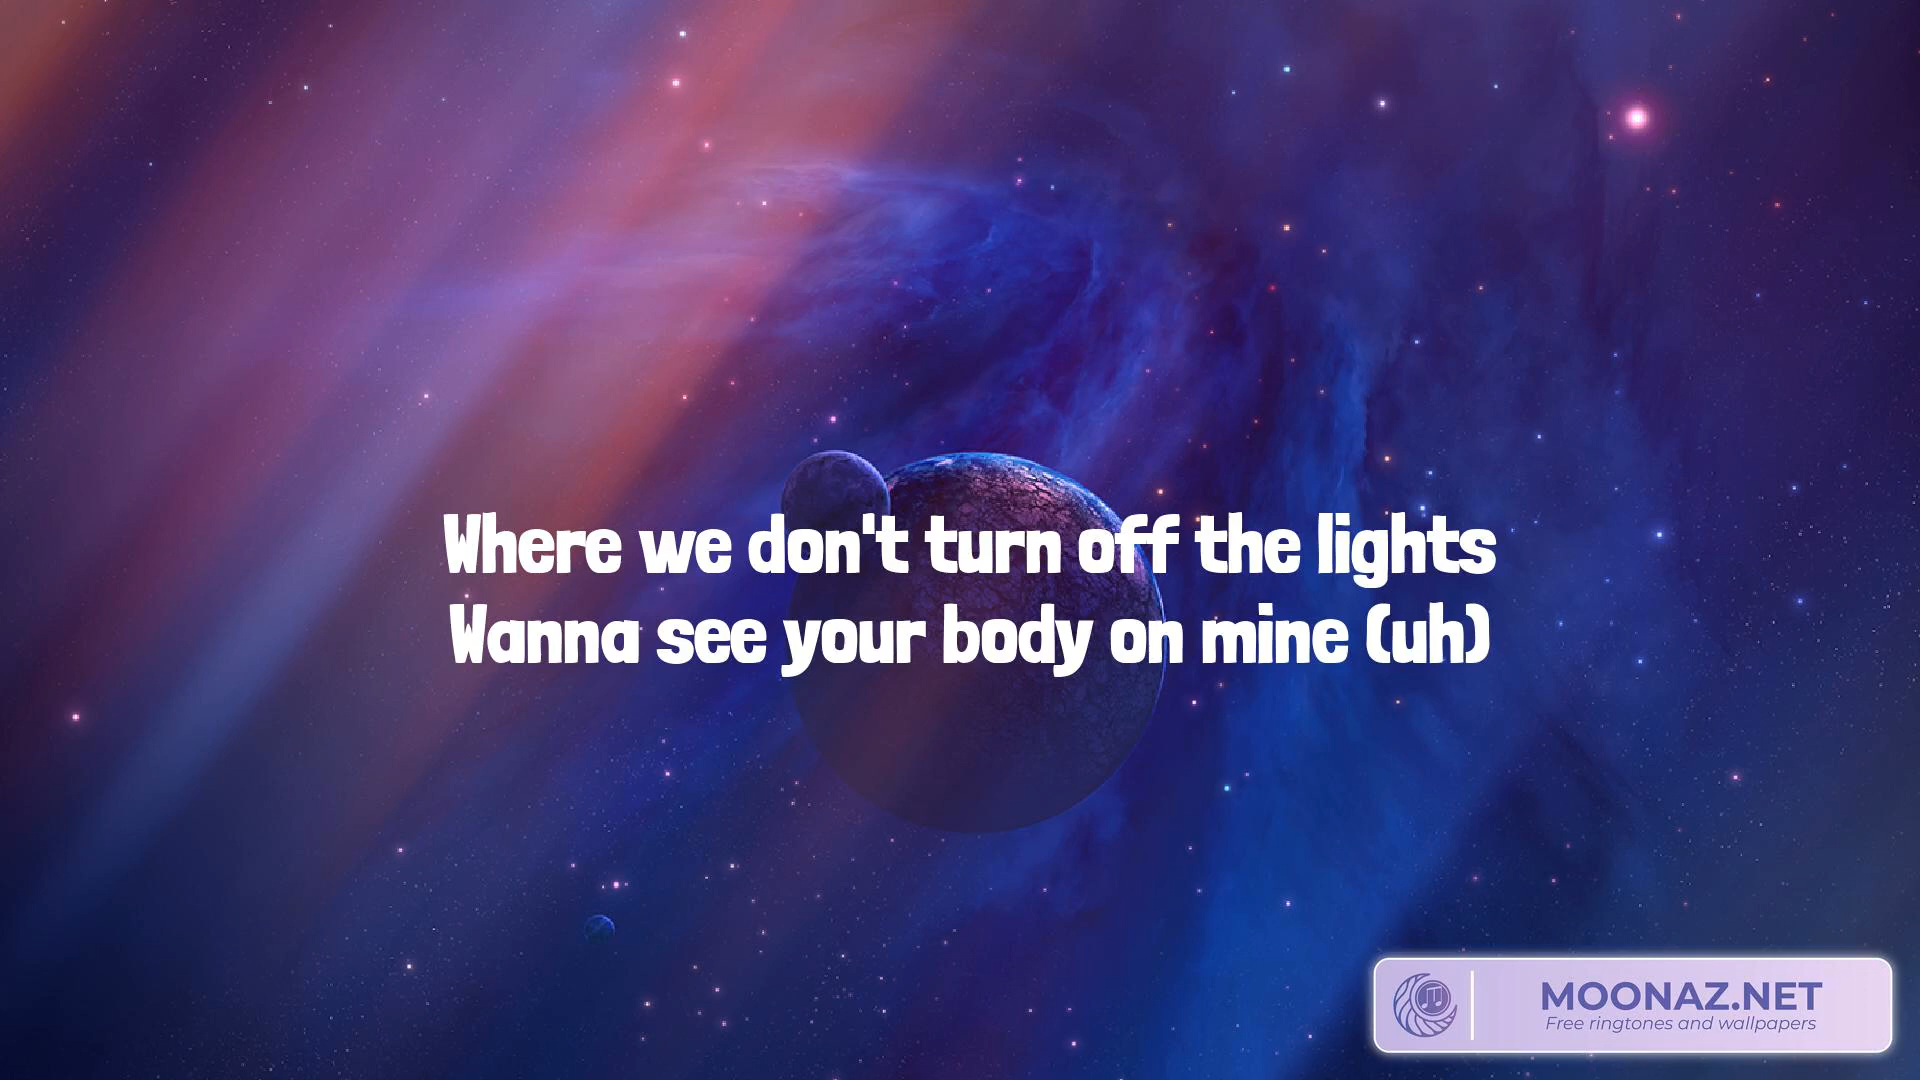 Where we don't turn off the lights
Wanna see your body on mine (uh)
MOONAZ.NET
Free ringtones and wallpapers